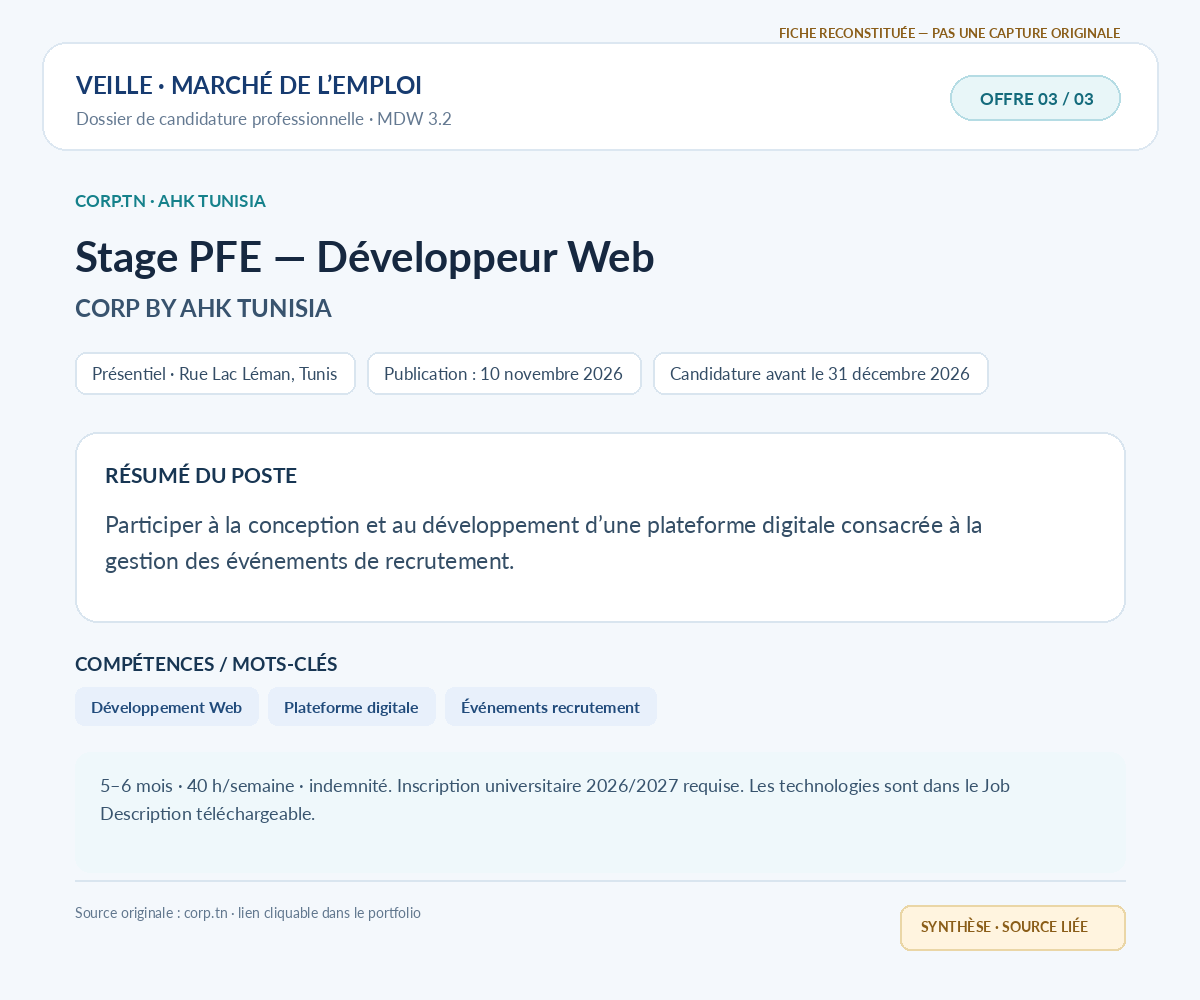 FICHE RECONSTITUÉE — PAS UNE CAPTURE ORIGINALE
VEILLE · MARCHÉ DE L’EMPLOI
Dossier de candidature professionnelle · MDW 3.2
OFFRE 03 / 03
CORP.TN · AHK TUNISIA
Stage PFE — Développeur Web
CORP BY AHK TUNISIA
Présentiel · Rue Lac Léman, Tunis
Publication : 10 novembre 2026
Candidature avant le 31 décembre 2026
RÉSUMÉ DU POSTE
Participer à la conception et au développement d’une plateforme digitale consacrée à la
gestion des événements de recrutement.
COMPÉTENCES / MOTS-CLÉS
Développement Web
Plateforme digitale
Événements recrutement
5–6 mois · 40 h/semaine · indemnité. Inscription universitaire 2026/2027 requise. Les technologies sont dans le Job
Description téléchargeable.
Source originale : corp.tn · lien cliquable dans le portfolio
SYNTHÈSE · SOURCE LIÉE